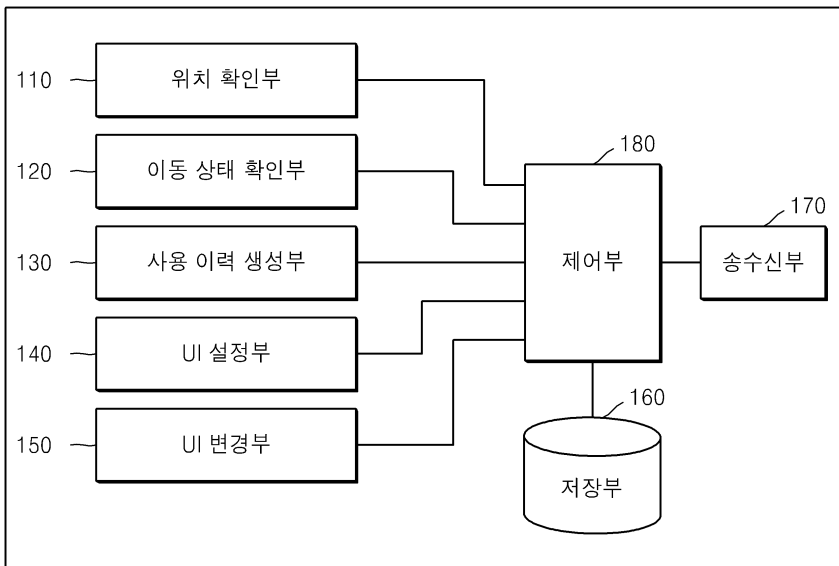 110
위치 확인부
120
이동 상태 확인부
130
사용 이력 생성부
140
UI 설정부
150
UI 변경부
180
제어부
170
송수신부
160
저장부